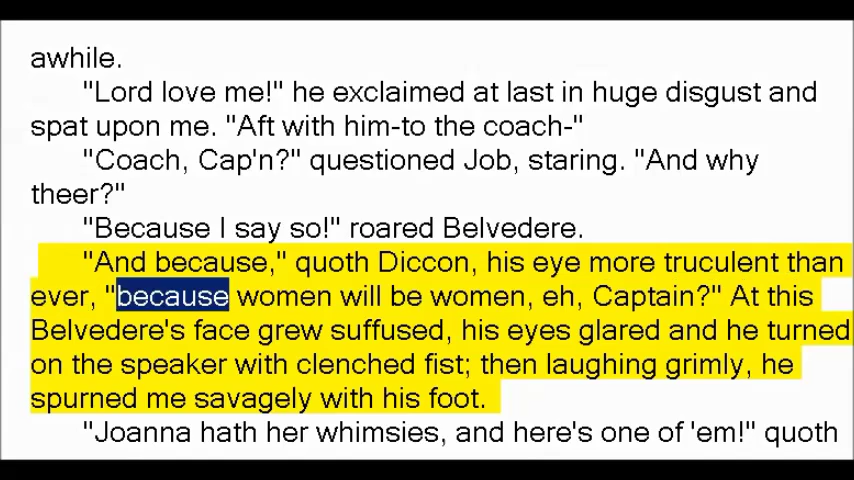 awhile.
"Lord love me!" he exclaimed at last in huge disgust and
spat upon me. "Aft with him-to the coach-"
"Coach, Cap'n?" questioned Job, staring. "And why
theer?"
"Because I say so!" roared Belvedere.
"And because," quoth Diccon, his eye more truculent than
ever, "because women will be women, eh, Captain?" At this
Belvedere's face grew suffused, his eyes glared and he turned
on the speaker with clenched fist; then laughing grimly, he
spurned me savagely with his foot.
"Joanna hath her whimsies, and here's one of 'em!" quoth